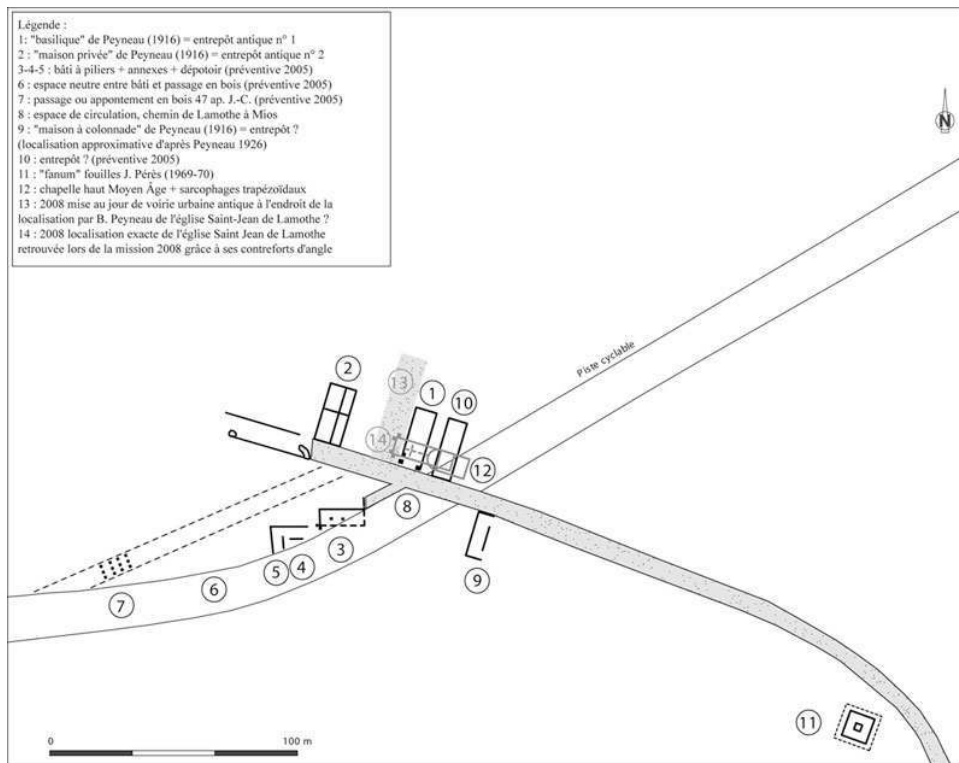 Légende :
1: "basilique" de Peyneau (1916) = entrepôt antique n° 1
2 : "maison privée" de Peyneau (1916) = entrepôt antique n° 2
3-4-5 : bâti à piliers + annexes + dépotoir (préventive 2005)
6 : espace neutre entre bâti et passage en bois (préventive 2005)
7 : passage ou appontement en bois 47 ap. J.-C. (préventive 2005)
8 : espace de circulation, chemin de Lamothe à Mios
9 : "maison à colonnade" de Peyneau (1916) = entrepôt ?
(localisation approximative d'après Peyneau 1926)
10 : entrepôt ? (préventive 2005)
11 : "fanum" fouilles J. Pérès (1969-70)
12 : chapelle haut Moyen Âge + sarcophages trapézoïdaux
13 : 2008 mise au jour de voirie urbaine antique à l'endroit de la
localisation par B. Peyneau de l'église Saint-Jean de Lamothe ?
14 : 2008 localisation exacte de l'église Saint Jean de Lamothe
retrouvée lors de la mission 2008 grâce à ses contreforts d'angle
N
Piste cyclable
2
13
1
10
14
12
8
3
4
5
9
6
7
11
0
100 m